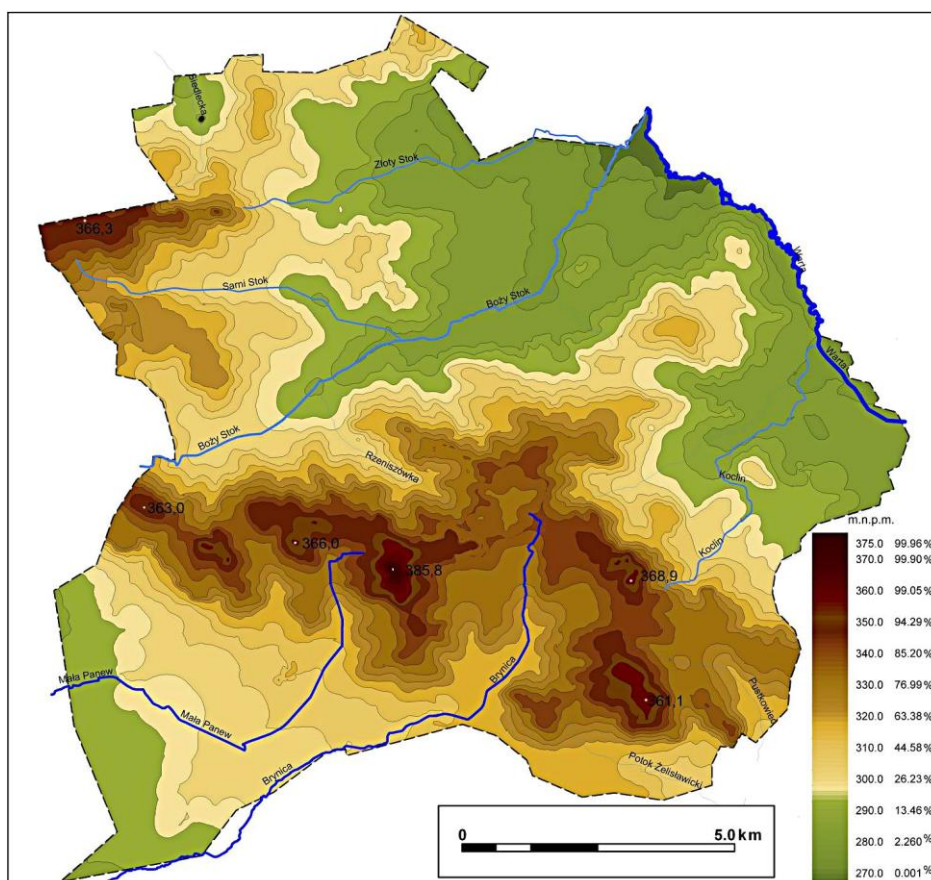 Siedlecka
Złoty Stok
366,3
Sarni Stok
Boży Stok
Warta
Warta
Boży Stok
Rzeniszówka
Koclin
363,0
366,0
385,8
Koclin
368,9
m.n.p.m.
375.0 99.96 %
370.0 99.90 %
360.0 99.05 %
350.0 94.29 %
340.0 85.20 %
330.0 76.99 %
320.0 63.38 %
310.0 44.58 %
300.0 26.23 %
290.0 13.46 %
280.0 2.260 %
270.0 0.001 %
Mała Panew
Mała Panew
Brynica
361,1
Pustkowie
Brynica
Potok Żelisławicki
0 5.0 km